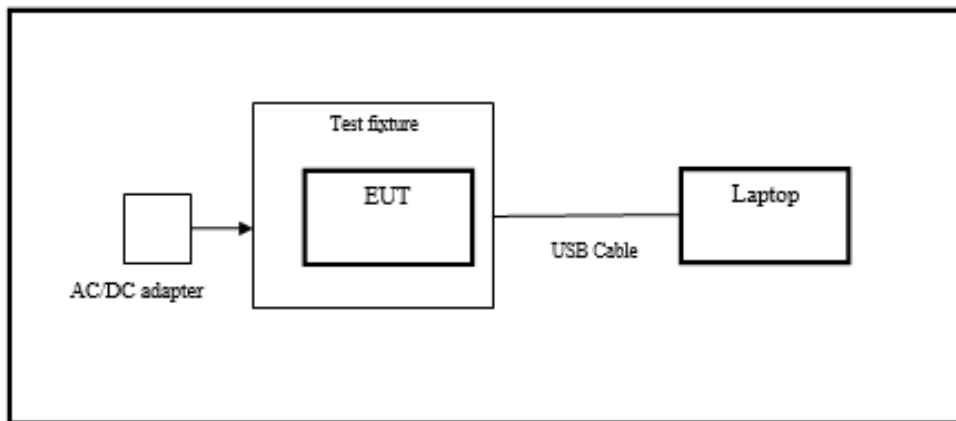 Test fixture
EUT
Laptop
USB Cable
AC/DC adapter